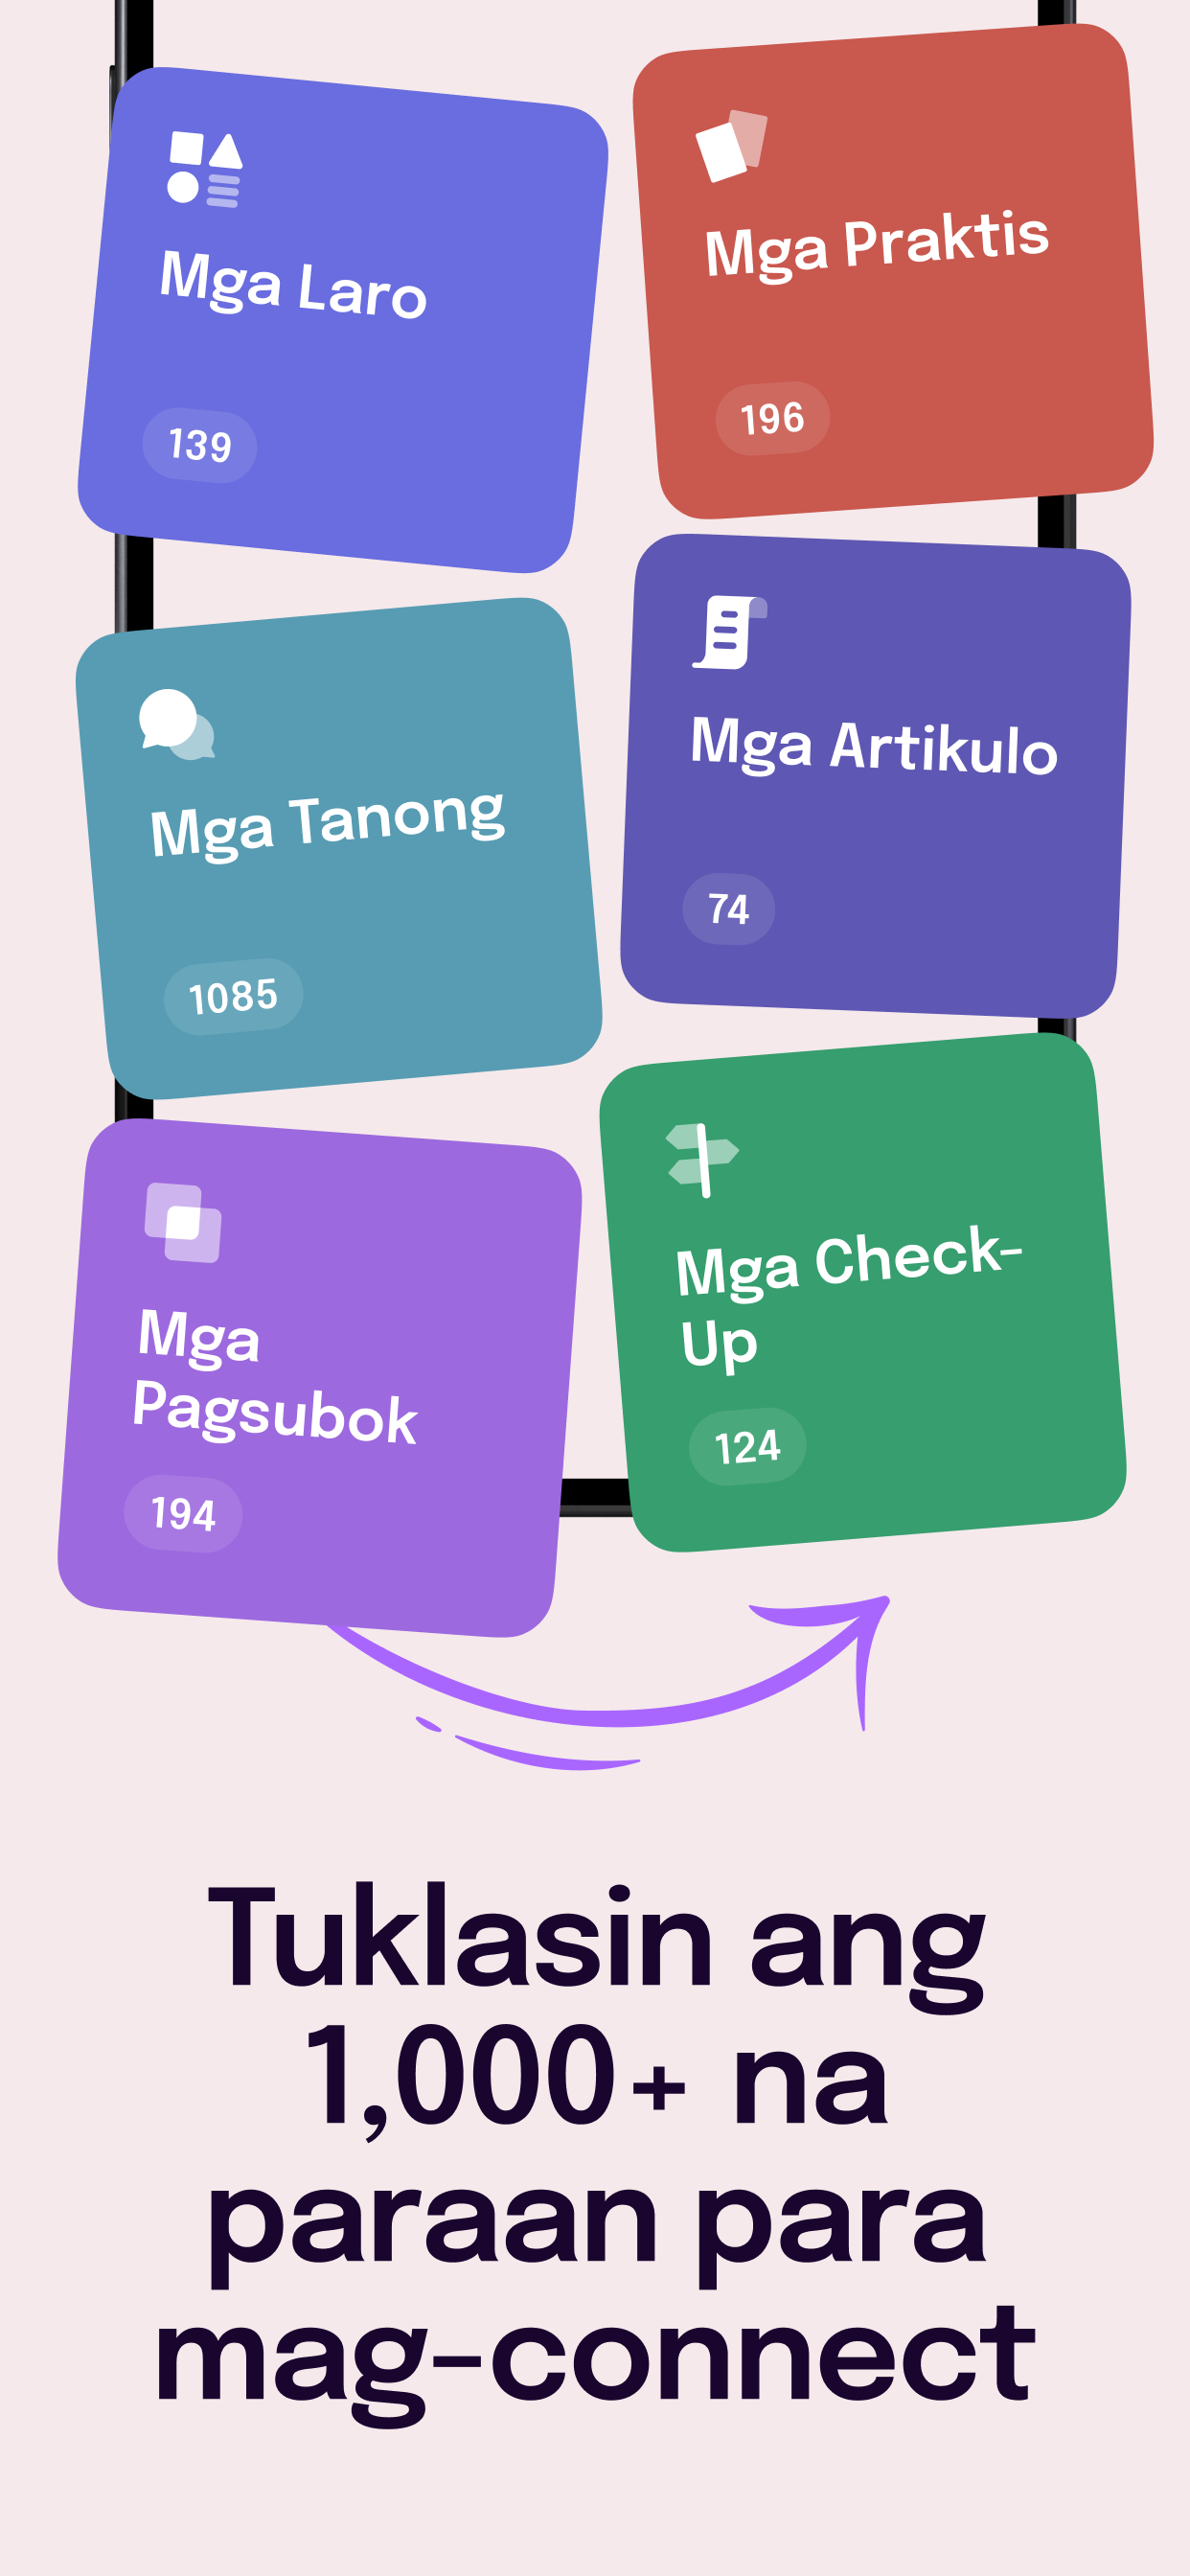 Mga Laro
139
Mga Praktis
196
Mga Tanong
1085
Mga Artikulo
74
Mga
Pagsubok
194
Mga Check-
Up
124
Tuklasin ang
1,000+ na
paraan para
mag-connect